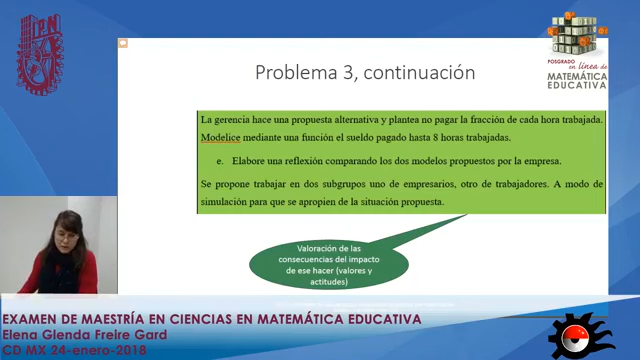 IPN
POSGRADO
en línea de
MATEMÁTICA
EDUCATIVA
Problema 3, continuación
La gerencia hace una propuesta alternativa y plantea no pagar la fracción de cada hora trabajada.
Modelice mediante una función el sueldo pagado hasta 8 horas trabajadas.
e. Elabore una reflexión comparando los dos modelos propuestos por la empresa.
Se propone trabajar en dos subgrupos uno de empresarios, otro de trabajadores. A modo de
simulación para que se apropien de la situación propuesta.
Valoración de las
consecuencias del impacto
de ese hacer (valores y
actitudes)
EXAMEN DE MAESTRÍA EN CIENCIAS EN MATEMÁTICA EDUCATIVA
Elena Glenda Freire Gard
CD MX 24-enero-2018